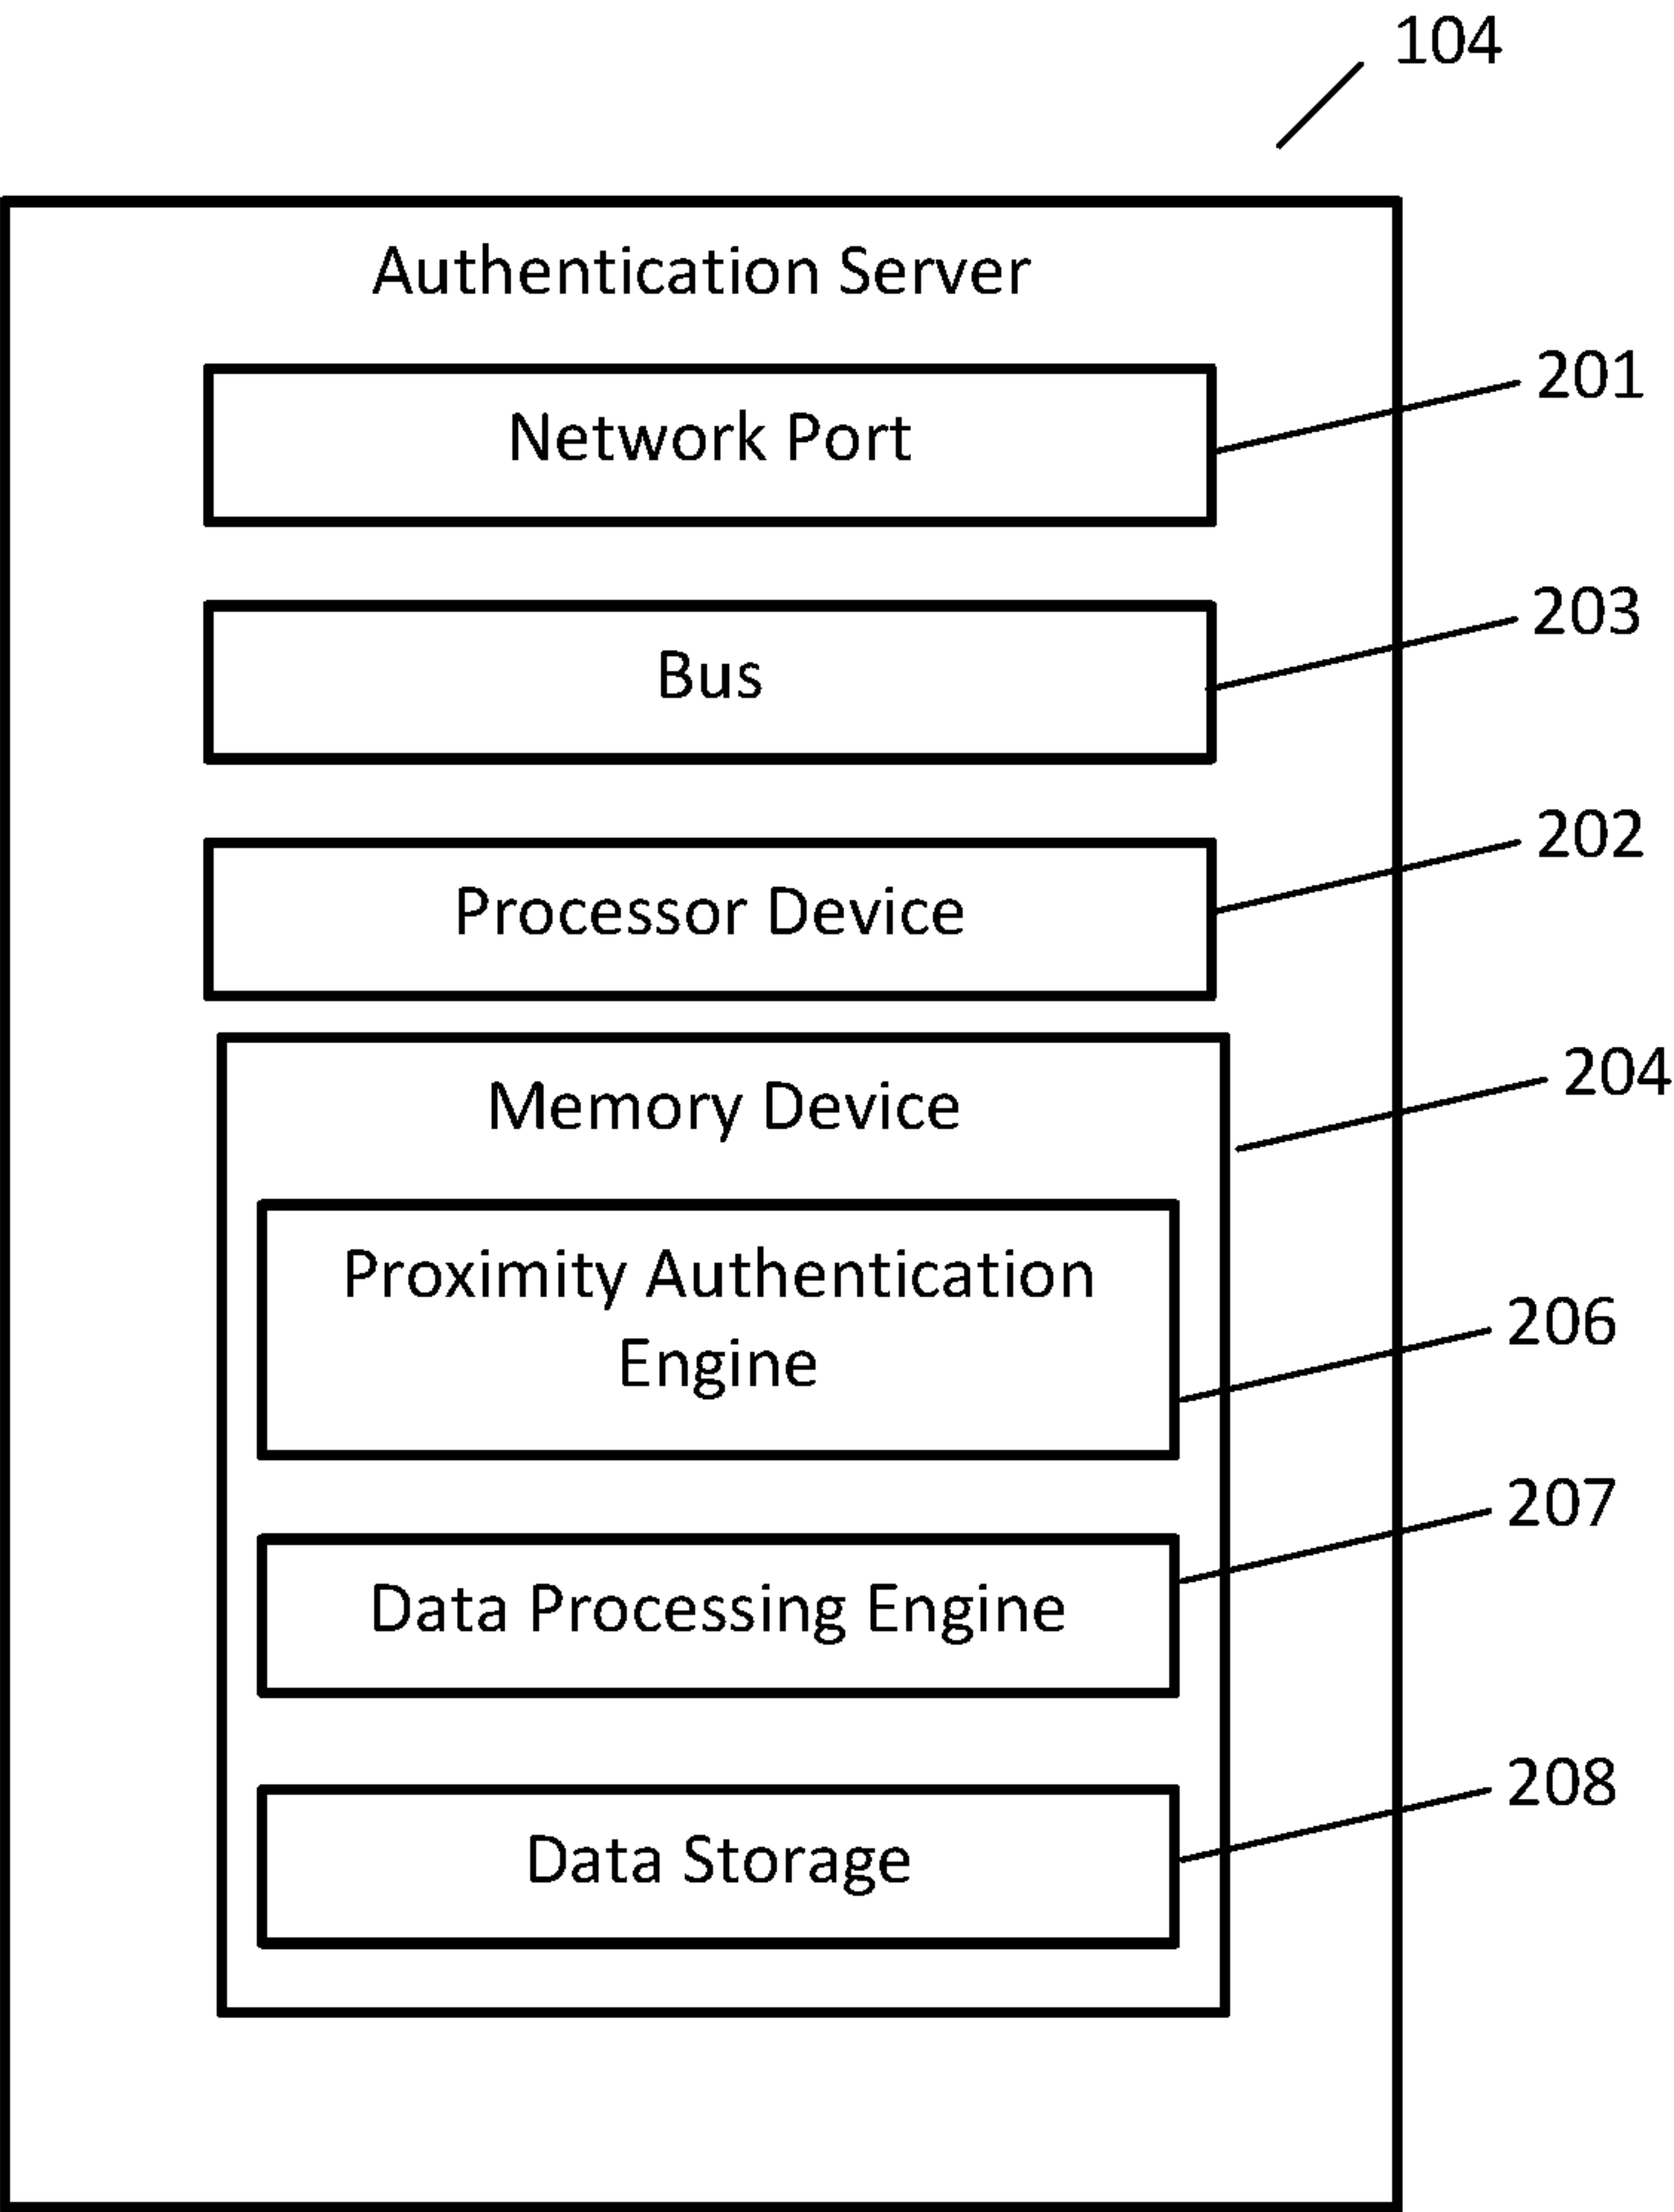 104
Authentication Server
Network Port
201
Bus
203
Processor Device
202
Memory Device
204
Proximity Authentication
Engine
206
Data Processing Engine
207
Data Storage
208